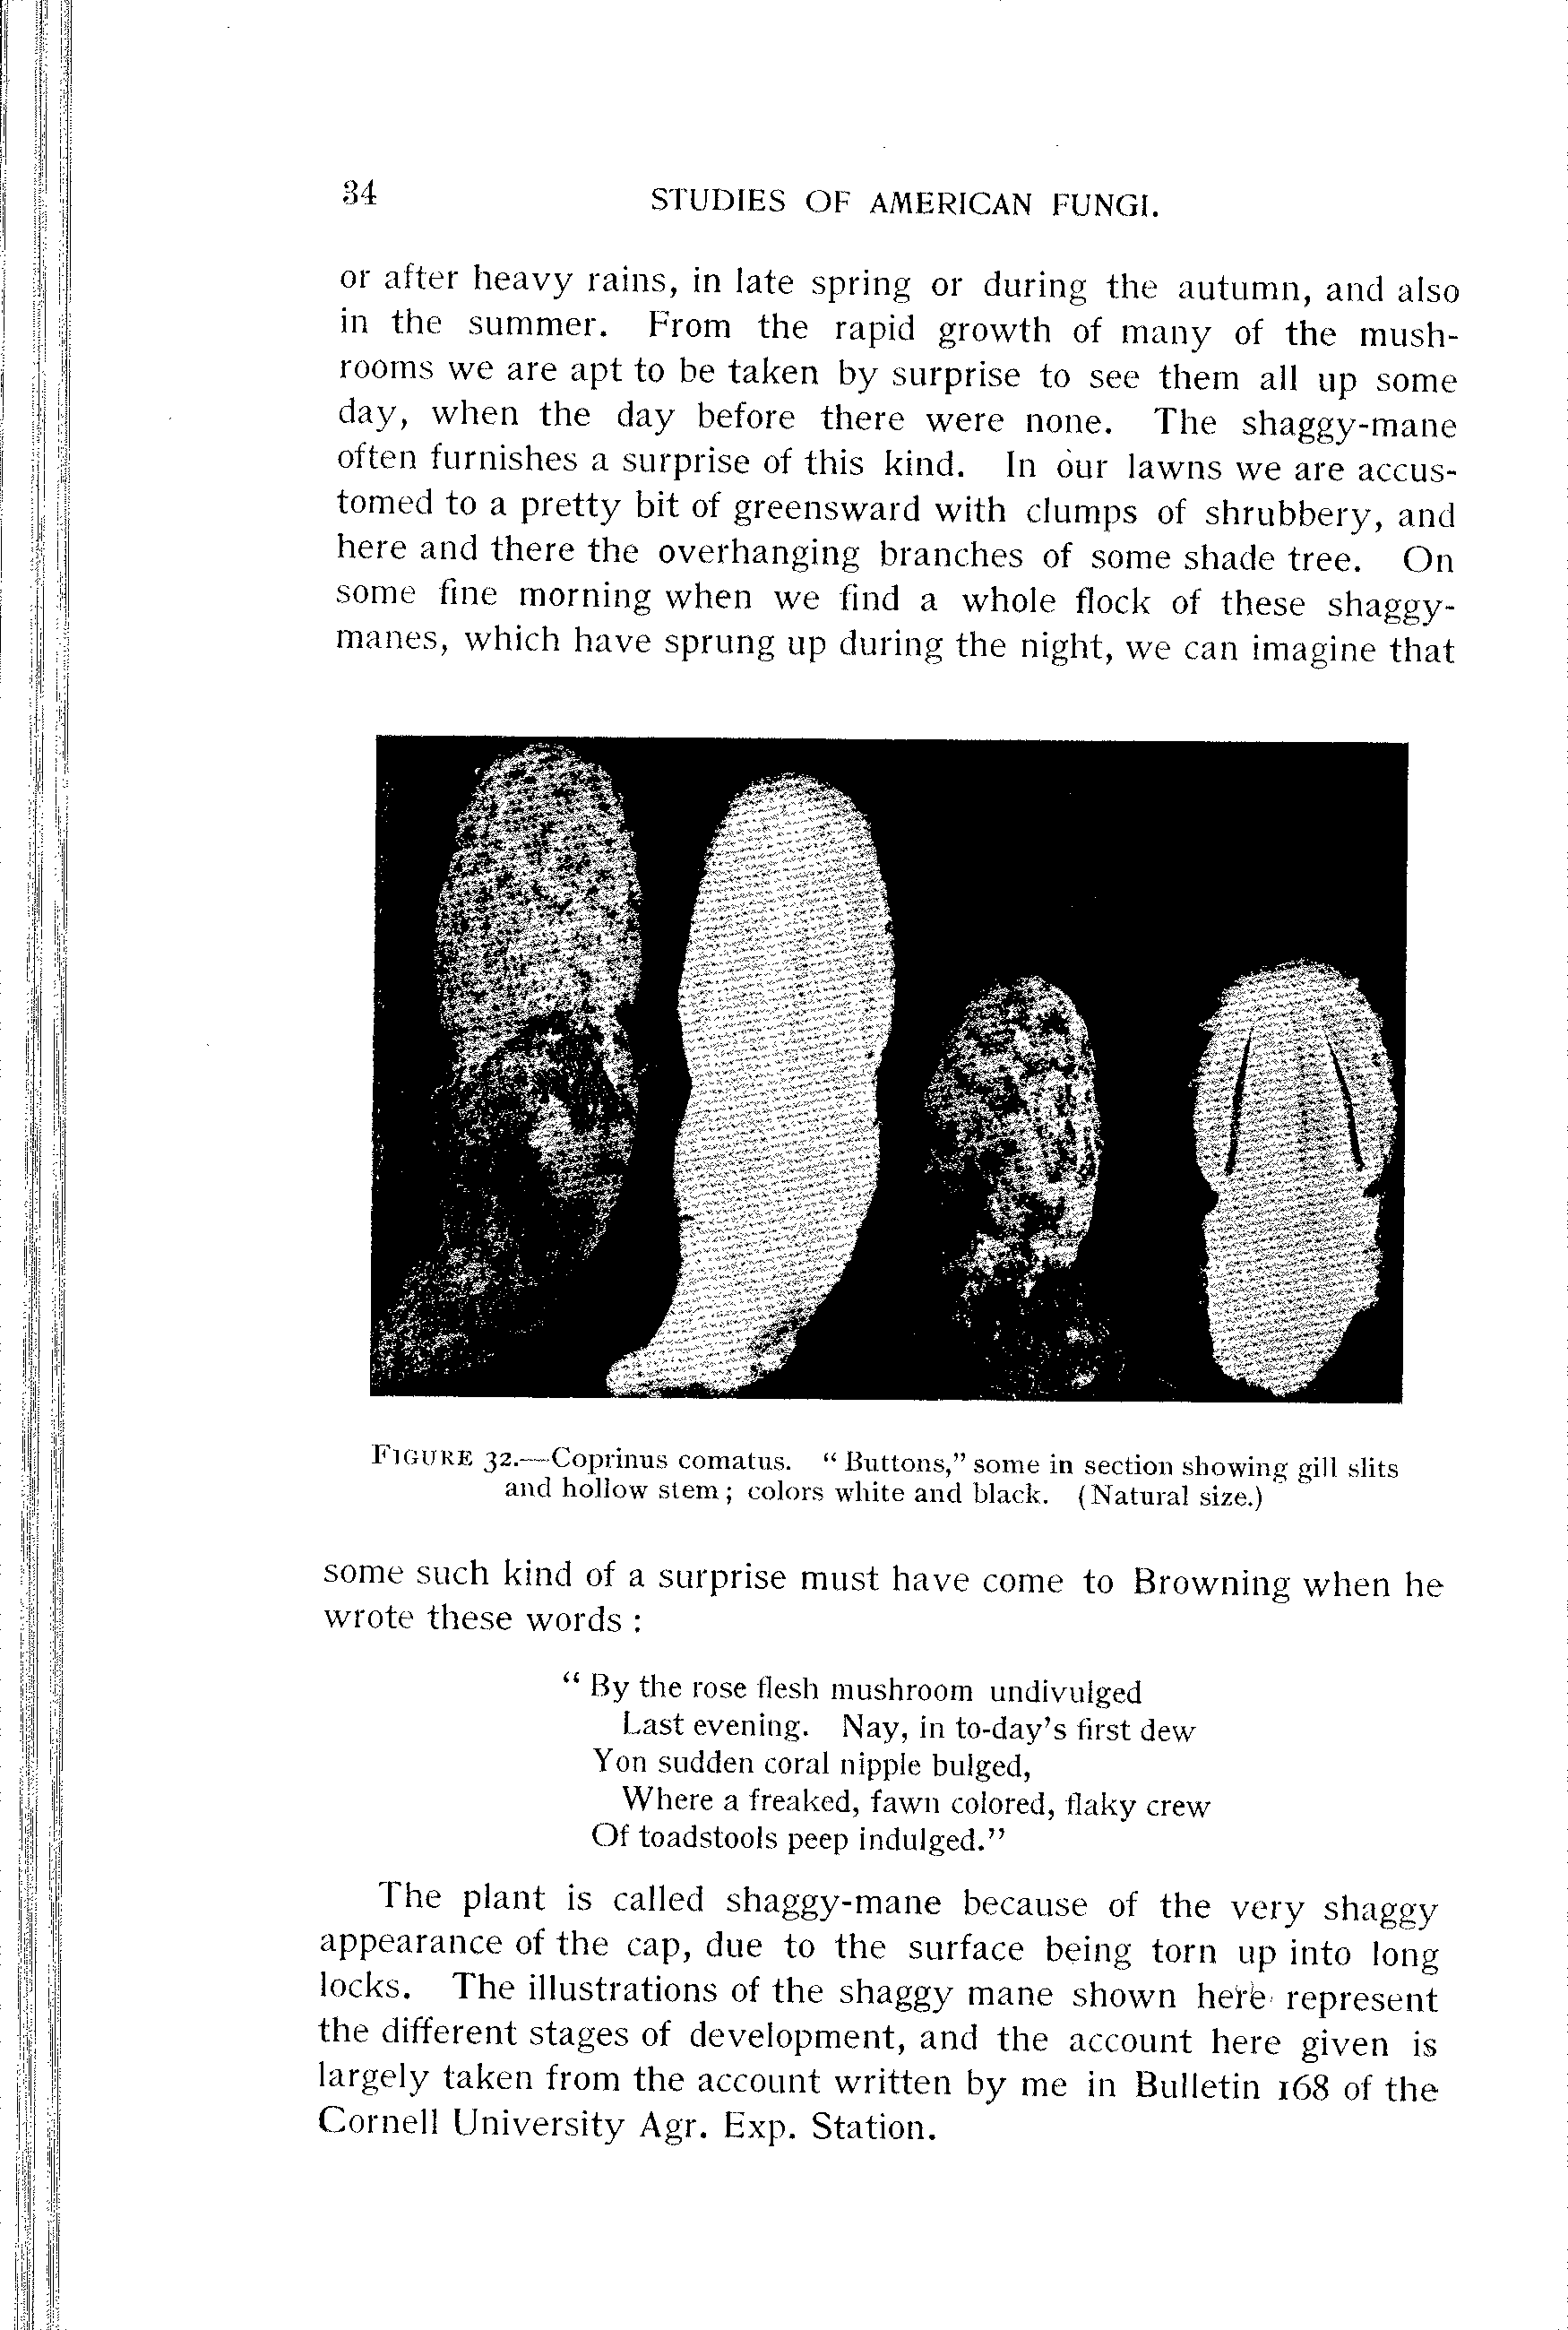 34
STUDIES OF AMERICAN FUNGI.
or after heavy rains, in late spring or during the autumn, and also
in the summer. From the rapid growth of many of the mush-
rooms we are apt to be taken by surprise to see them all up some
day, when the day before there were none. The shaggy-mane
often furnishes a surprise of this kind. In our lawns we are accus-
tomed to a pretty bit of greensward with clumps of shrubbery, and
here and there the overhanging branches of some shade tree. On
some fine morning when we find a whole flock of these shaggy-
manes, which have sprung up during the night, we can imagine that
FIGURE 32.—Coprinus comatus. “ Buttons,” some in section showing gill slits
and hollow stem ; colors white and black. (Natural size.)
some such kind of a surprise must have come to Browning when he
wrote these words :
“ By the rose flesh mushroom undivulged
Last evening. Nay, in to-day’s first dew
Yon sudden coral nipple bulged,
Where a freaked, fawn colored, flaky crew
Of toadstools peep indulged.”
The plant is called shaggy-mane because of the very shaggy
appearance of the cap, due to the surface being torn up into long
locks. The illustrations of the shaggy mane shown here represent
the different stages of development, and the account here given is
largely taken from the account written by me in Bulletin 168 of the
Cornell University Agr. Exp. Station.